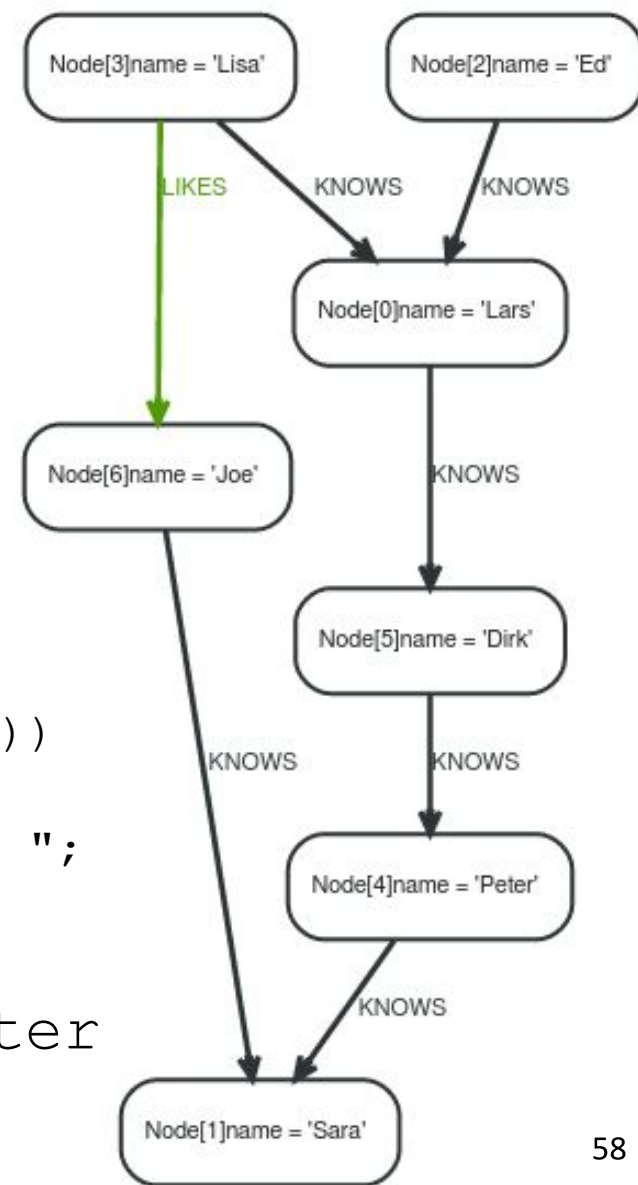 Node[3]name = 'Lisa'
Node[2]name = 'Ed'
LIKES
KNOWS
KNOWS
Node[0]name = 'Lars'
Node[6]name = 'Joe'
KNOWS
Node[5]name = 'Dirk'
))
KNOWS
KNOWS
";
Node[4]name = 'Peter'
ter
KNOWS
Node[1]name = 'Sara'
58